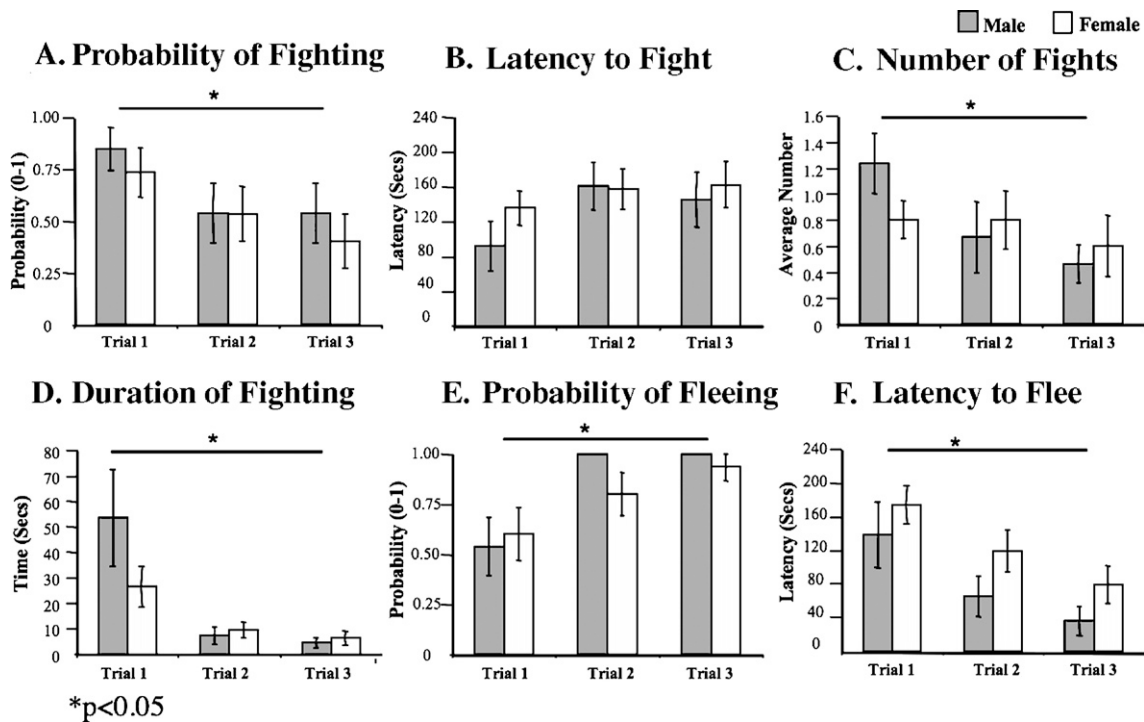 Male Female
A. Probability of Fighting
*
Probability (0-1)
1.00
0.75
0.50
0.25
0
Trial 1 Trial 2 Trial 3
B. Latency to Fight
Latency (Secs)
240
200
160
120
80
40
0
Trial 1 Trial 2 Trial 3
C. Number of Fights
*
Average Number
1.6
1.4
1.2
1.0
0.8
0.6
0.4
0.2
0
Trial 1 Trial 2 Trial 3
D. Duration of Fighting
*
Time (Secs)
80
70
60
50
40
30
20
10
0
Trial 1 Trial 2 Trial 3
E. Probability of Fleeing
*
Probability (0-1)
1.00
0.75
0.50
0.25
0
Trial 1 Trial 2 Trial 3
F. Latency to Flee
*
Latency (Secs)
240
200
160
120
80
40
0
Trial 1 Trial 2 Trial 3
*p<0.05